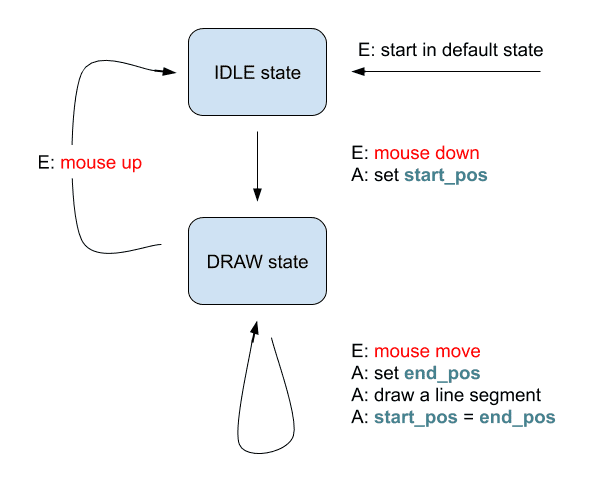 IDLE state
E: start in default state
E: mouse down
A: set start_pos
E: mouse up
DRAW state
E: mouse move
A: set end_pos
A: draw a line segment
A: start_pos = end_pos